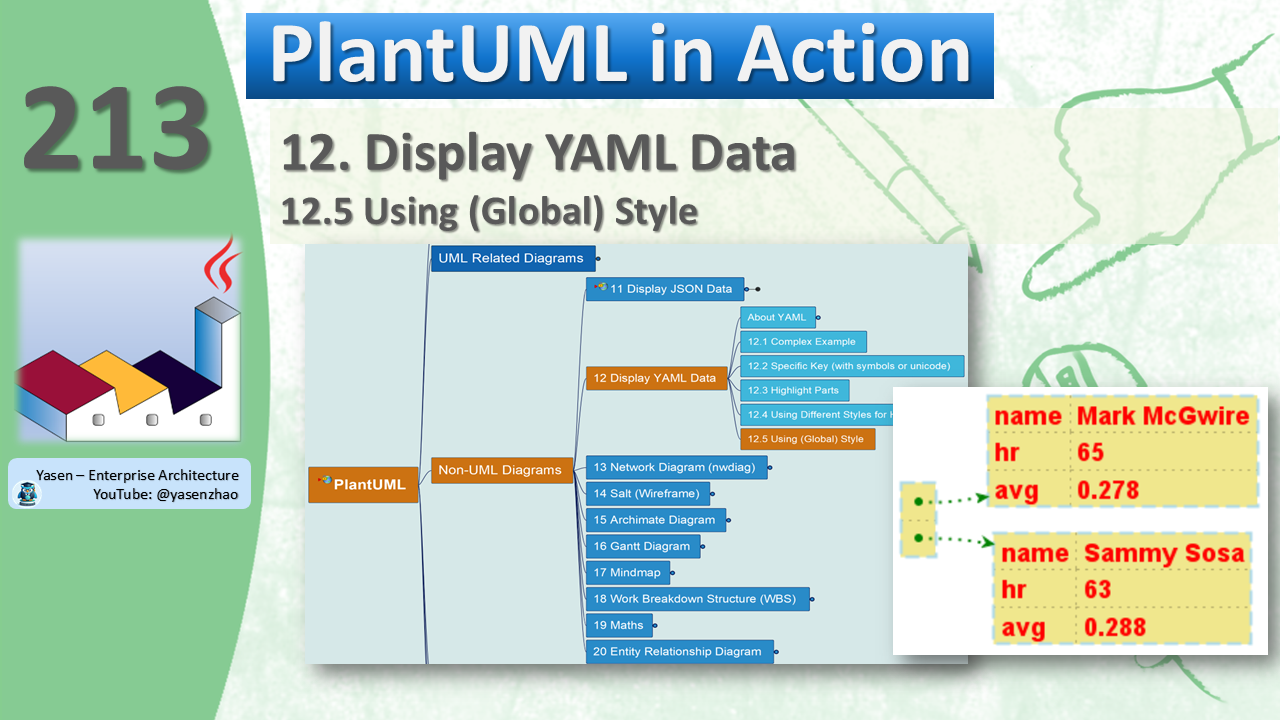 PlantUML in Action
213
12. Display YAML Data
12.5 Using (Global) Style
UML Related Diagrams
11 Display JSON Data
About YAML
12.1 Complex Example
12.2 Specific Key (with symbols or unicode)
12 Display YAML Data
12.3 Highlight Parts
12.4 Using Different Styles for
12.5 Using (Global) Style
PlantUML
Non-UML Diagrams
13 Network Diagram (nwdiag)
14 Salt (Wireframe)
15 Archimate Diagram
16 Gantt Diagram
17 Mindmap
18 Work Breakdown Structure (WBS)
19 Maths
20 Entity Relationship Diagram
name Mark McGwire
hr 65
avg 0.278
name Sammy Sosa
hr 63
avg 0.288
Yasen – Enterprise Architecture
YouTube: @yasenzhao